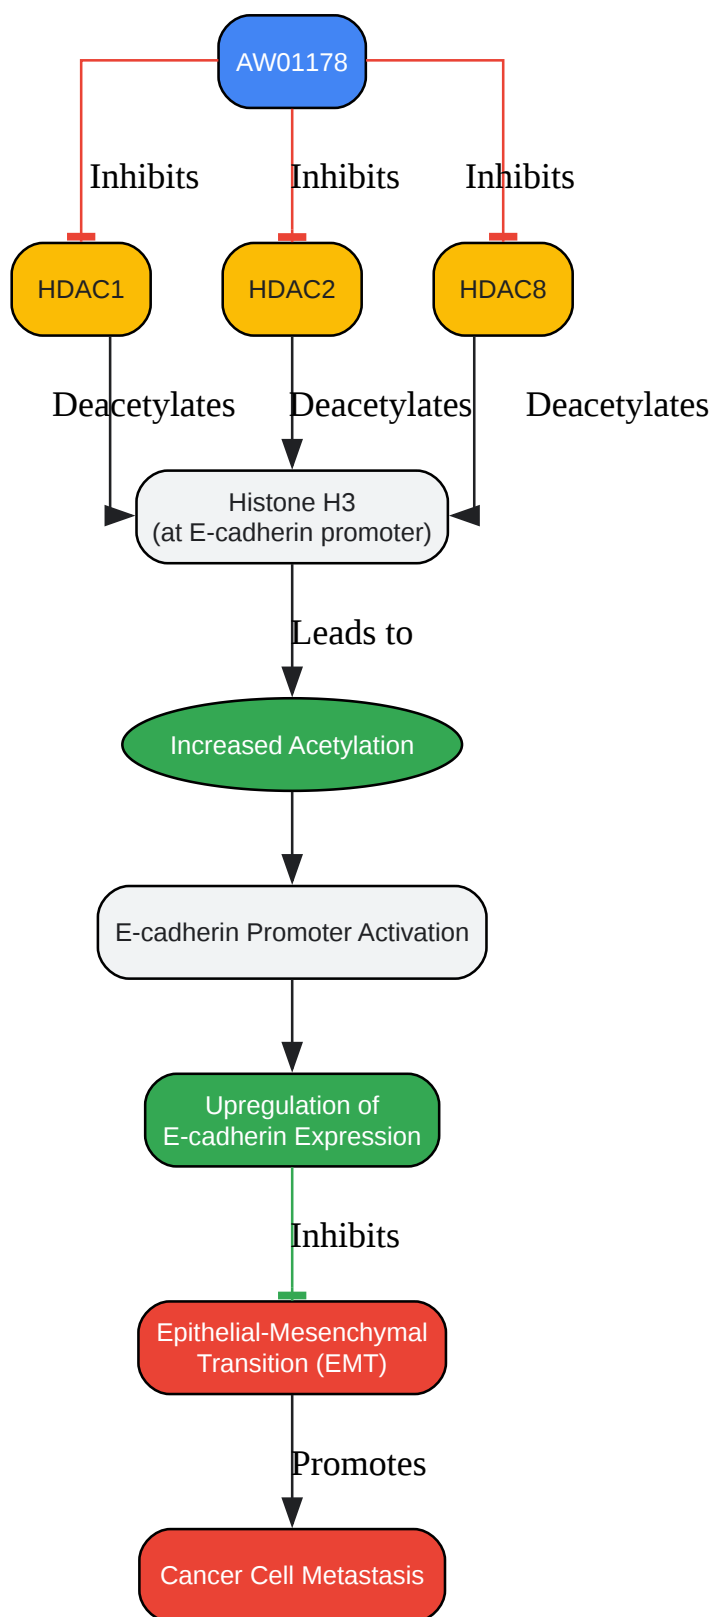 AW01178
Inhibits
Inhibits
Inhibits
HDAC1
HDAC2
HDAC8
Deacetylates
Deacetylates
Deacetylates
Histone H3
(at E-cadherin promoter)
Leads to
Increased Acetylation
E-cadherin Promoter Activation
Upregulation of
E-cadherin Expression
Inhibits
Epithelial-Mesenchymal
Transition (EMT)
Promotes
Cancer Cell Metastasis